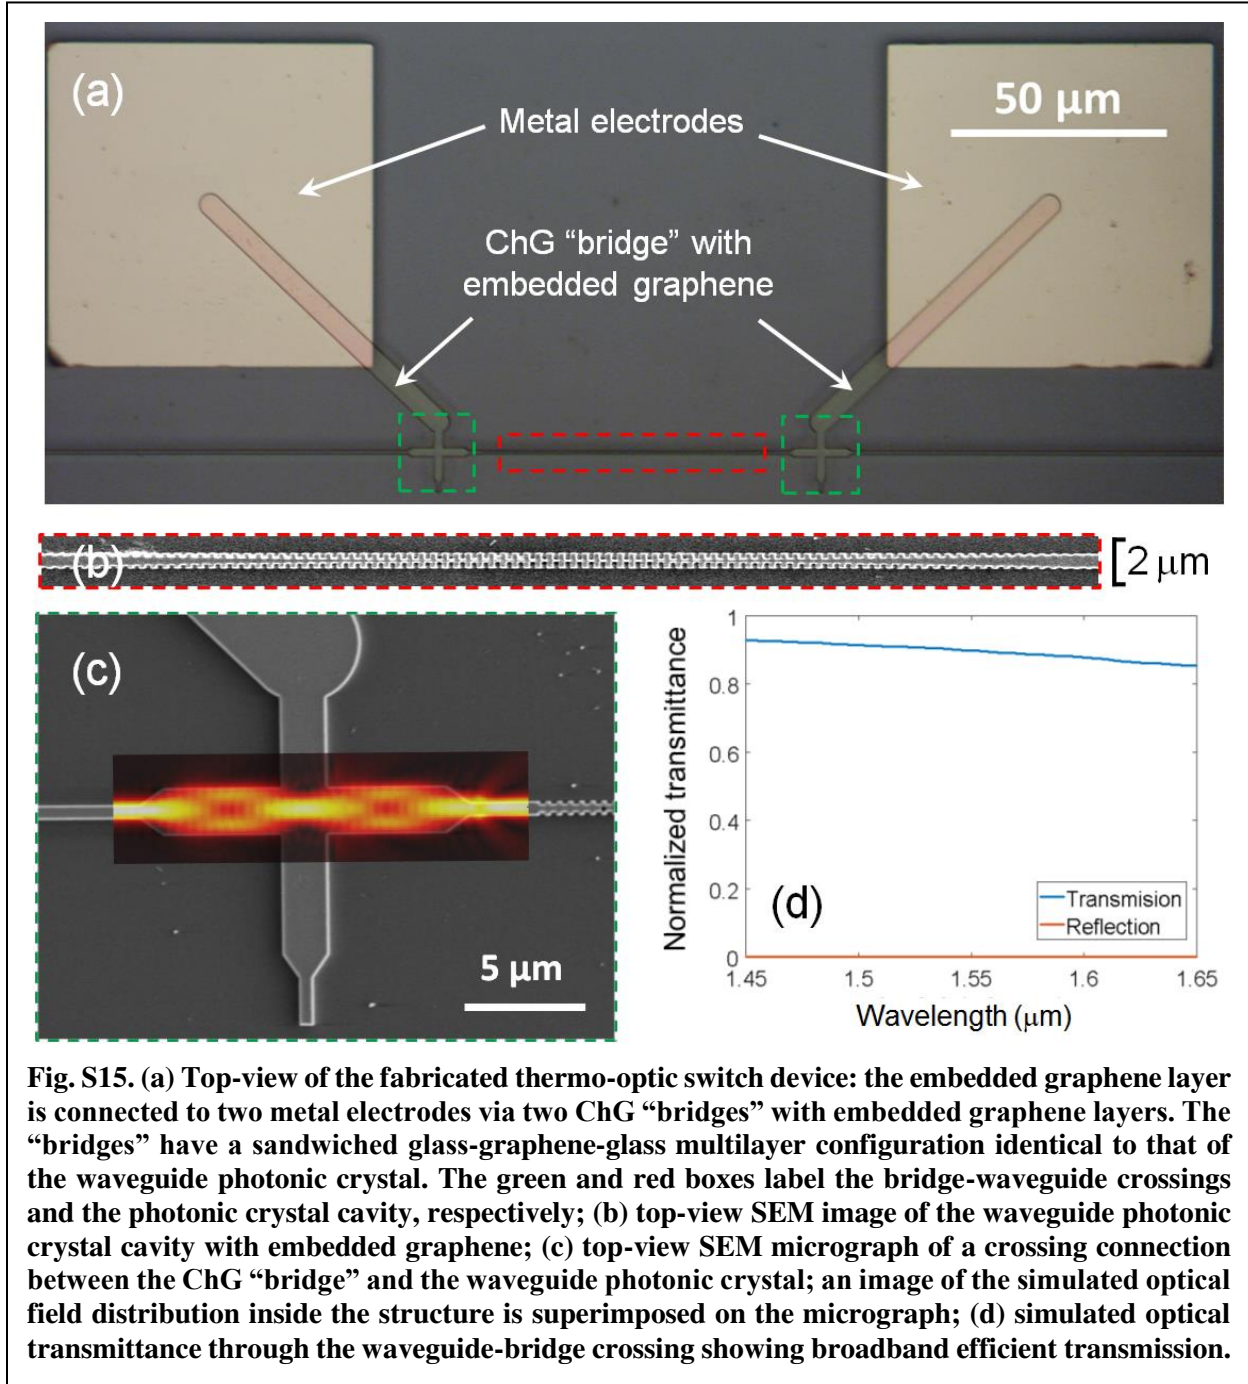 (a)
Metal electrodes
50 μm
ChG “bridge” with
embedded graphene
(b)
2 μm
(c)
5 μm
Normalized transmittance
1
0.8
0.6
0.4
0.2
0
(d)
Transmision
Reflection
1.45
1.5
1.55
1.6
1.65
Wavelength (μm)
Fig. S15. (a) Top-view of the fabricated thermo-optic switch device: the embedded graphene layer
is connected to two metal electrodes via two ChG “bridges” with embedded graphene layers. The
“bridges” have a sandwiched glass-graphene-glass multilayer configuration identical to that of
the waveguide photonic crystal. The green and red boxes label the bridge-waveguide crossings
and the photonic crystal cavity, respectively; (b) top-view SEM image of the waveguide photonic
crystal cavity with embedded graphene; (c) top-view SEM micrograph of a crossing connection
between the ChG “bridge” and the waveguide photonic crystal; an image of the simulated optical
field distribution inside the structure is superimposed on the micrograph; (d) simulated optical
transmittance through the waveguide-bridge crossing showing broadband efficient transmission.